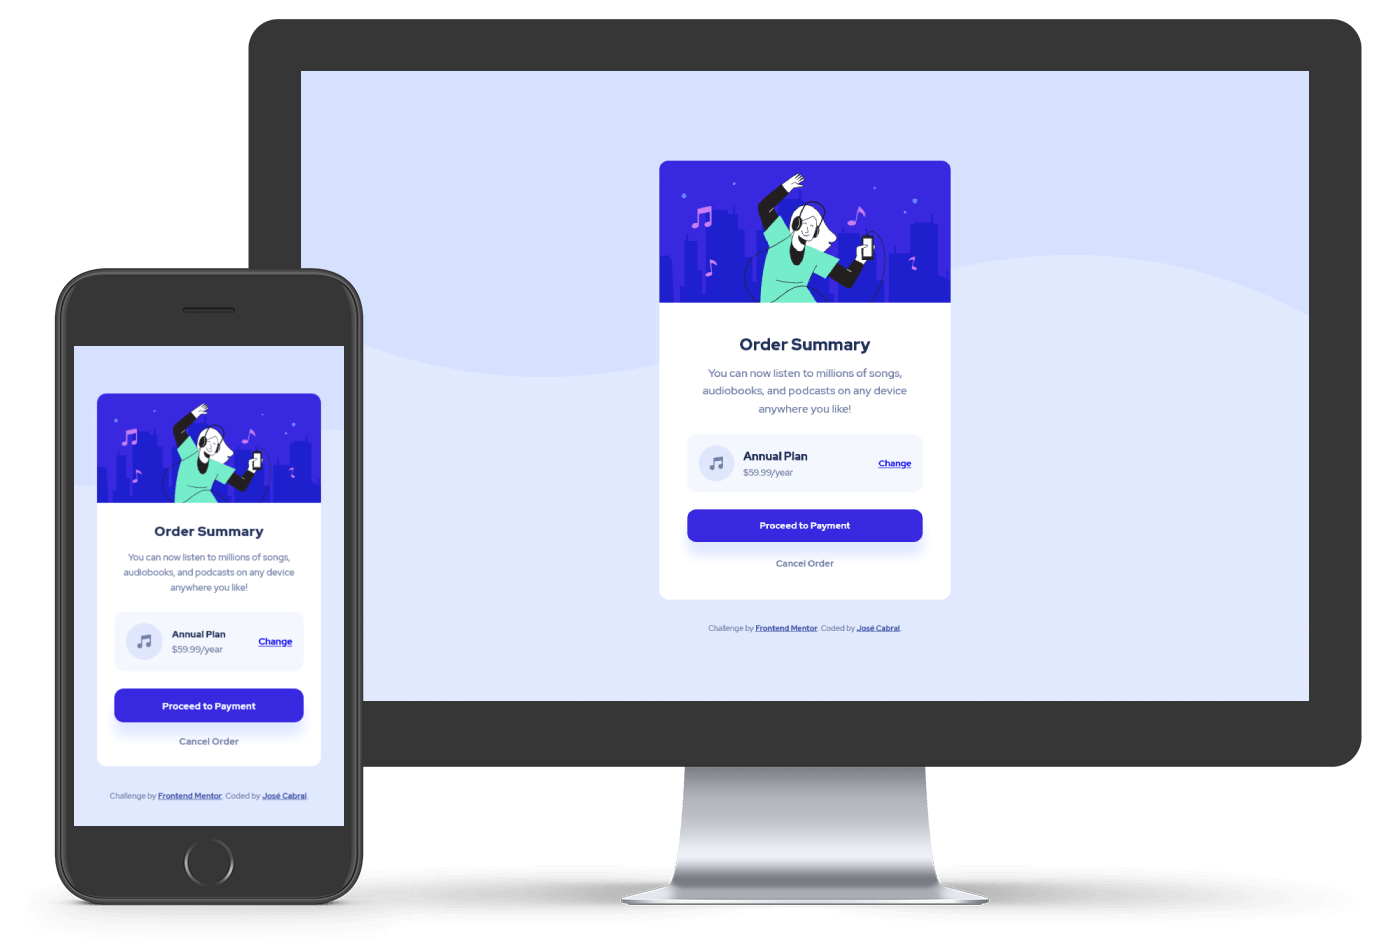 Order Summary
You can now listen to millions of songs,
audiobooks, and podcasts on any device
anywhere you like!
Annual Plan
$59.99/year
Change
Proceed to Payment
Cancel Order
Challenge by Frontend Mentor. Coded by José Cabral.
Order Summary
You can now listen to millions of songs,
audiobooks, and podcasts on any device
anywhere you like!
Annual Plan
$59.99/year
Change
Proceed to Payment
Cancel Order
Challenge by Frontend Mentor. Coded by José Cabral.